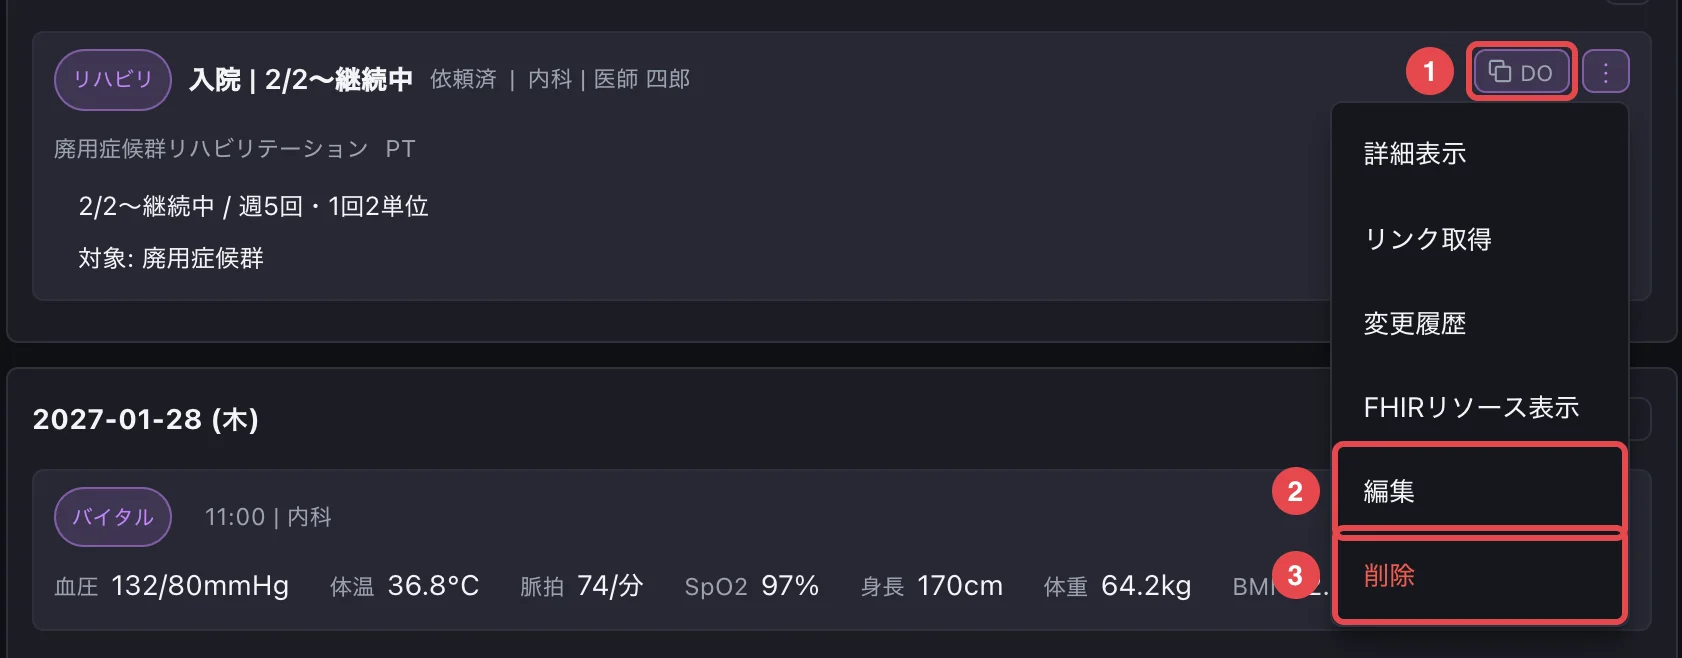 リハビリ 入院 | 2/2〜継続中 依頼済 | 内科 | 医師 四郎 1 DO
廃用症候群リハビリテーション PT
2/2〜継続中 / 週5回・1回2単位
対象: 廃用症候群
詳細表示
リンク取得
変更履歴
FHIRリソース表示
2 編集
3 削除
2027-01-28 (木)
バイタル 11:00 | 内科
血圧 132/80mmHg 体温 36.8°C 脈拍 74/分 SpO2 97% 身長 170cm 体重 64.2kg